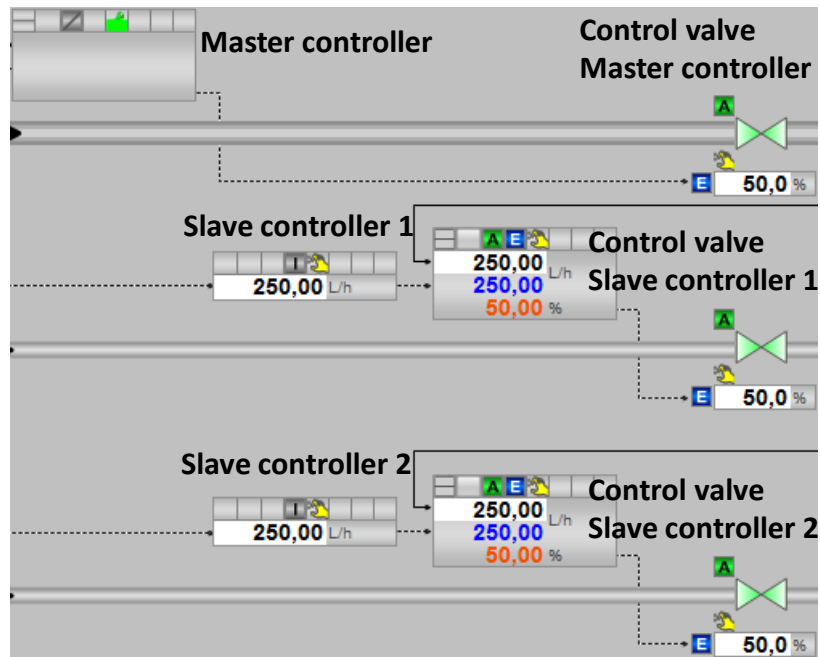 Master controller
Control valve
Master controller
A
E 50,0 %
Slave controller 1
I
250,00 L/h
A E
250,00
250,00 L/h
50,00 %
Control valve
Slave controller 1
A
E 50,0 %
Slave controller 2
I
250,00 L/h
A E
250,00
250,00 L/h
50,00 %
Control valve
Slave controller 2
A
E 50,0 %